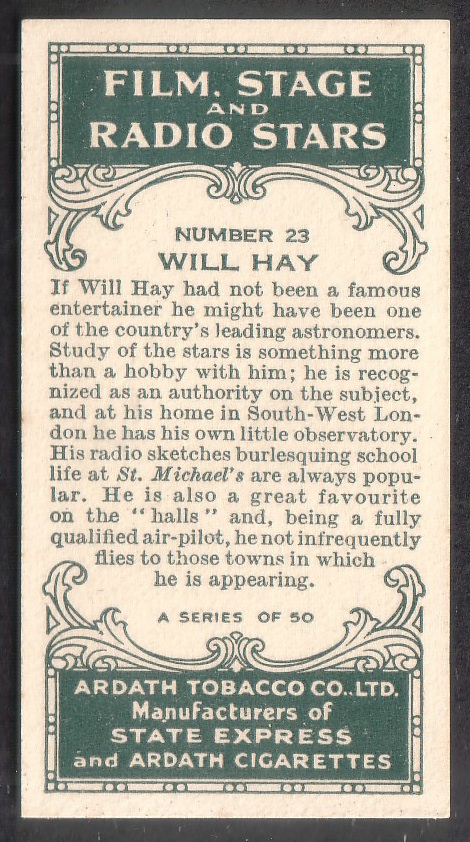 FILM, STAGE
AND
RADIO STARS
NUMBER 23
WILL HAY
If Will Hay had not been a famous
entertainer he might have been one
of the country's leading astronomers.
Study of the stars is something more
than a hobby with him; he is recog-
nized as an authority on the subject,
and at his home in South-West Lon-
don he has his own little observatory.
His radio sketches burlesquing school
life at St. Michael's are always popu-
lar. He is also a great favourite
on the "halls" and, being a fully
qualified air-pilot, he not infrequently
flies to those towns in which
he is appearing.
A SERIES OF 50
ARDATH TOBACCO CO., LTD.
Manufacturers of
STATE EXPRESS
and ARDATH CIGARETTES